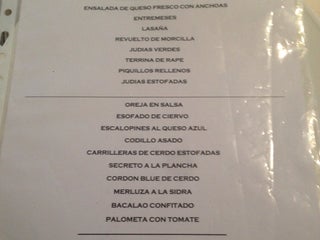 ENSALADA DE QUESO FRESCO CON ANCHOAS
ENTREMESES
LASAÑA
REVUELTO DE MORCILLA
JUDIAS VERDES
TERRINA DE RAPE
PIQUILLOS RELLENOS
JUDIAS ESTOFADAS
OREJA EN SALSA
ESOFADO DE CIERVO
ESCALOPINES AL QUESO AZUL
CODILLO ASADO
CARRILLERAS DE CERDO ESTOFADAS
SECRETO A LA PLANCHA
CORDON BLUE DE CERDO
MERLUZA A LA SIDRA
BACALAO CONFITADO
PALOMETA CON TOMATE